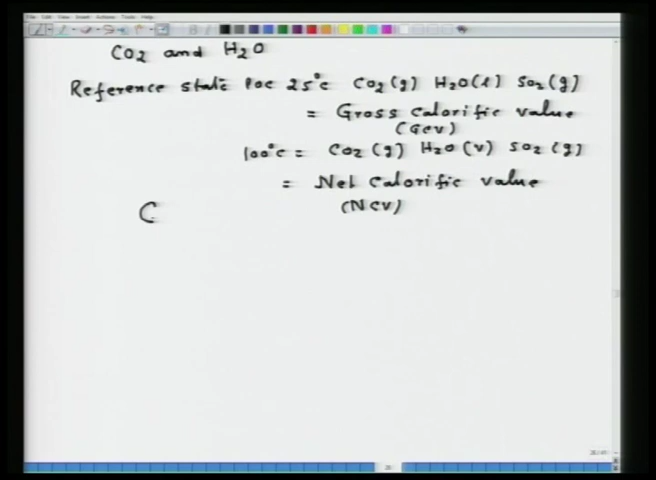 CO2 and H2O
Reference state POC 25°C CO2(g) H2O(l) SO2(g)
= Gross Calorific value
(GCV)
100°C = CO2(g) H2O(v) SO2(g)
= Net Calorific value
(NCV)
C